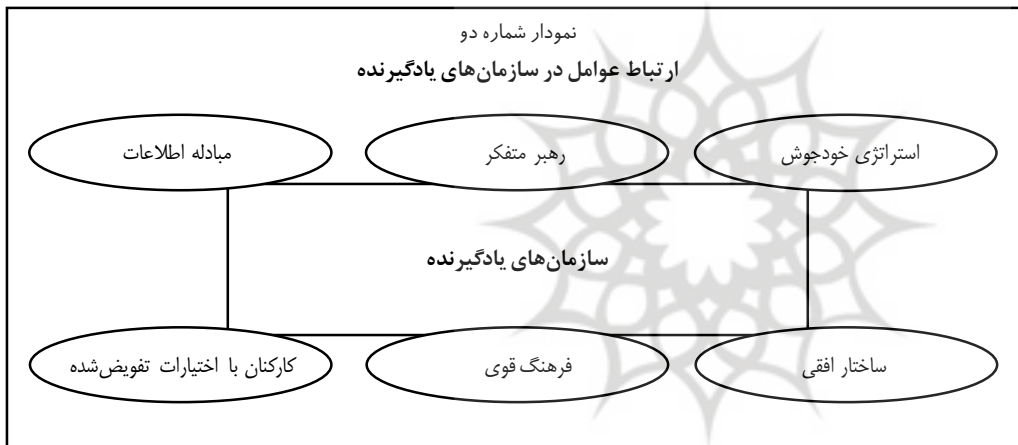 نمودار شماره دو
ارتباط عوامل در سازمان‌های یادگیرنده
استراتژی خودجوش
رهبر متفکر
مبادله اطلاعات
سازمان‌های یادگیرنده
ساختار افقی
فرهنگ قوی
کارکنان با اختیارات تفویض‌شده